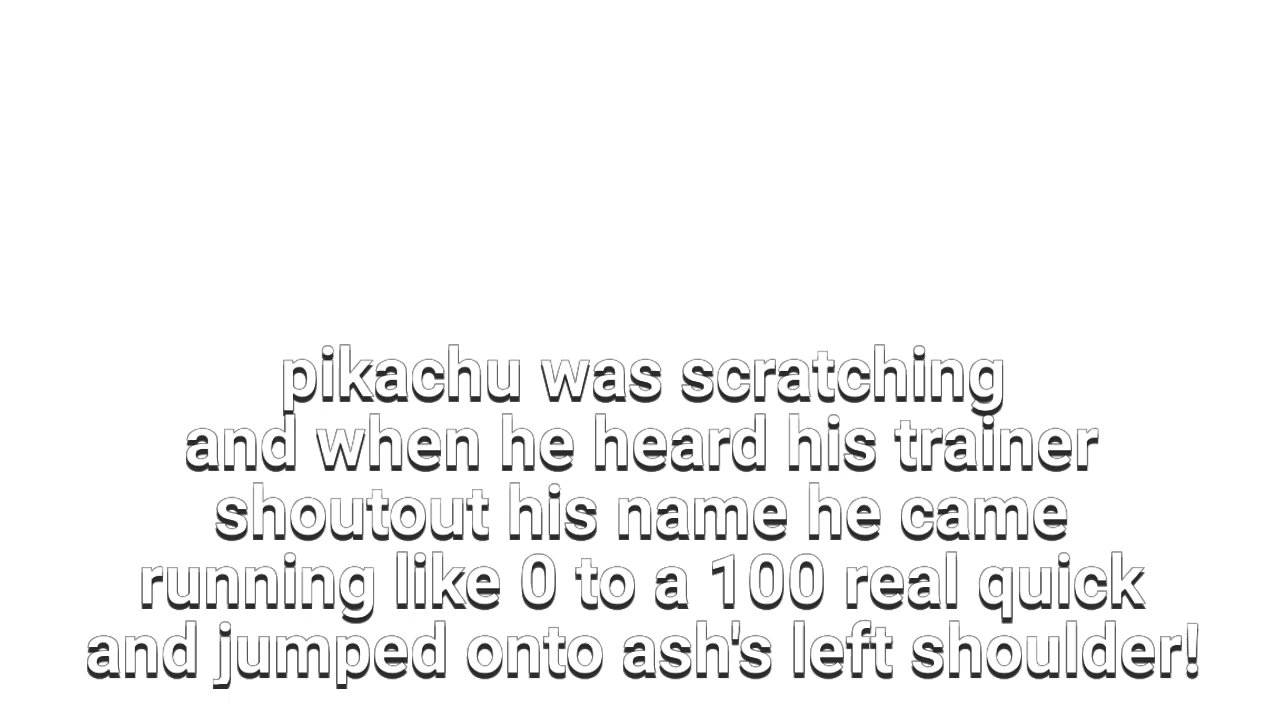 pikachu was scratching
and when he heard his trainer
shoutout his name he came
running like 0 to a 100 real quick
and jumped onto ash's left shoulder!